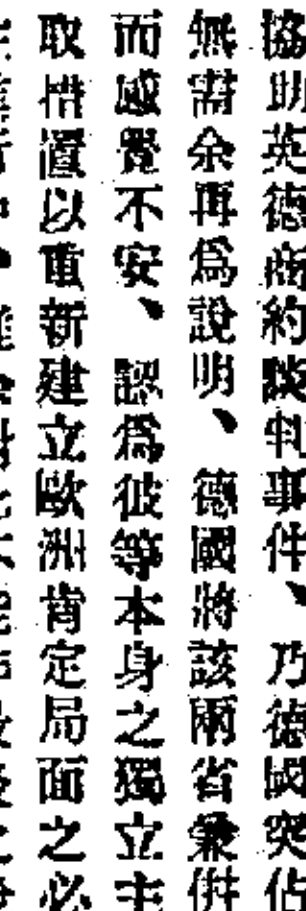 協助英德商約談判事件、乃德國突佔
無需余再爲說明、德國將該兩省兼併
而感覺不安、認爲彼等本身之獨立主
取措置以重新建立歐洲肯定局面之必